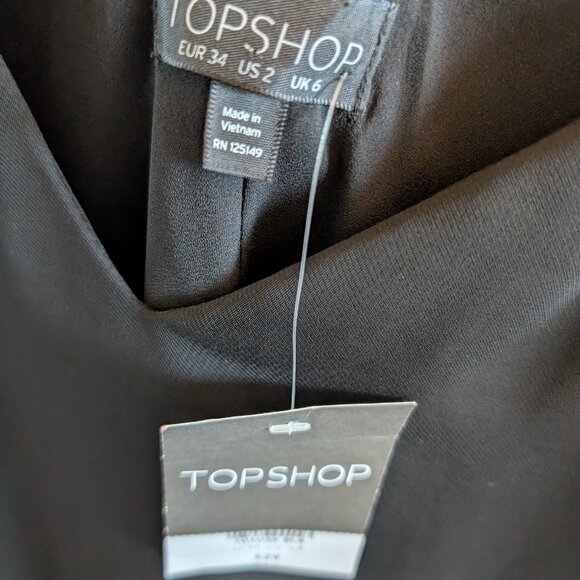 TOPSHOP
EUR 34 US 2 UK 6
Made in
Vietnam
RN 125149
TOPSHOP